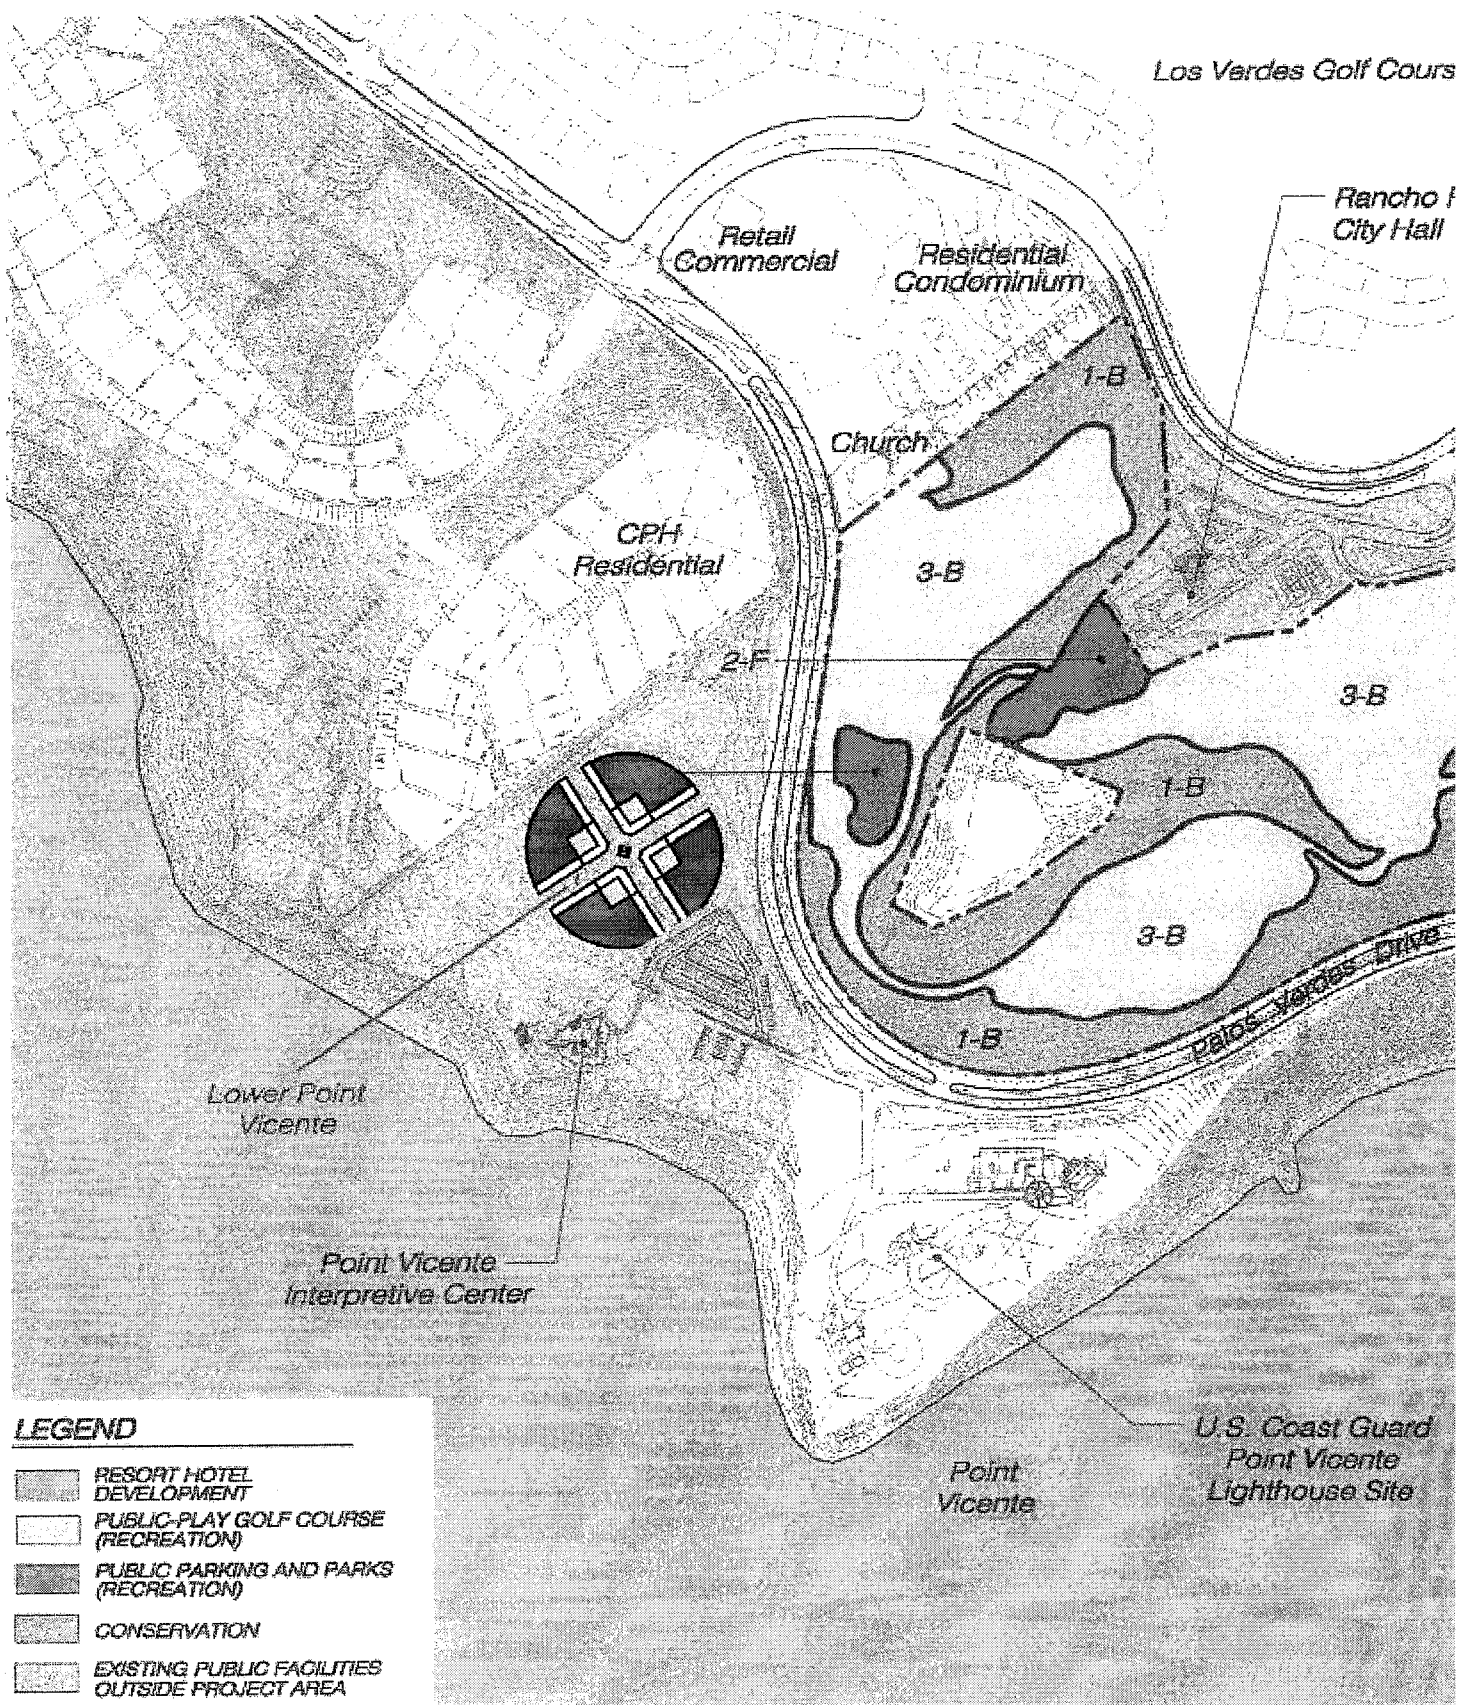 Los Verdes Golf Cours
Rancho
City Hall
Retail
Commercial
Residential
Condominium
1-B
Church
CPH
Residential
3-B
2-F
3-B
1-B
3-B
Palos Verdes Drive
1-B
Lower Point
Vicente
Point Vicente
Interpretive Center
U.S. Coast Guard
Point Vicente
Lighthouse Site
Point
Vicente
LEGEND
RESORT HOTEL
DEVELOPMENT
PUBLIC-PLAY GOLF COURSE
(RECREATION)
PUBLIC PARKING AND PARKS
(RECREATION)
CONSERVATION
EXISTING PUBLIC FACILITIES
OUTSIDE PROJECT AREA